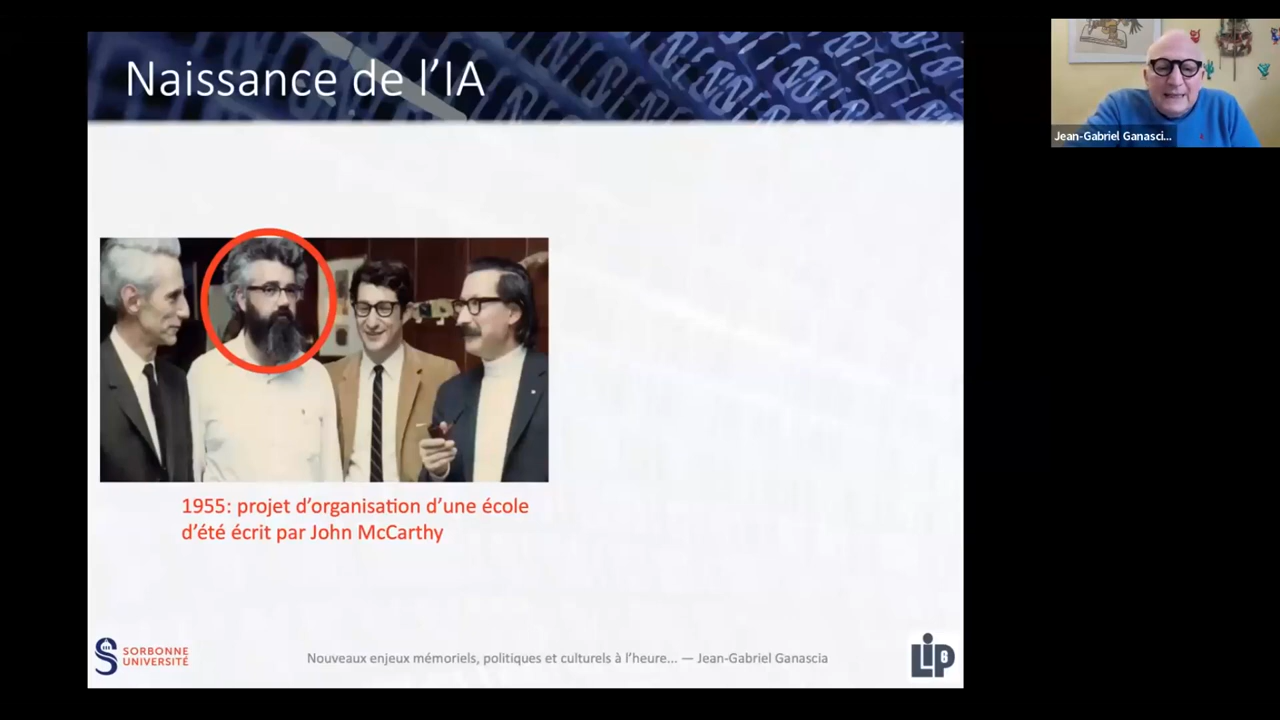 Naissance de l'IA
Jean-Gabriel Ganasci...
1955: projet d'organisation d'une école
d'été écrit par John McCarthy
SORBONNE
UNIVERSITÉ
Nouveaux enjeux mémoriels, politiques et culturels à l'heure... — Jean-Gabriel Ganascia
LIP6